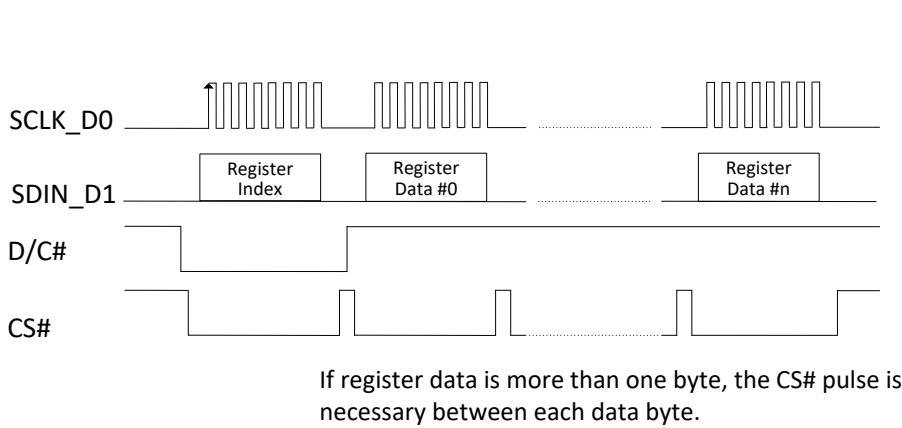 SCLK_D0
Register
Index
Register
Data #0
Register
Data #n
SDIN_D1
D/C#
CS#
If register data is more than one byte, the CS# pulse is
necessary between each data byte.